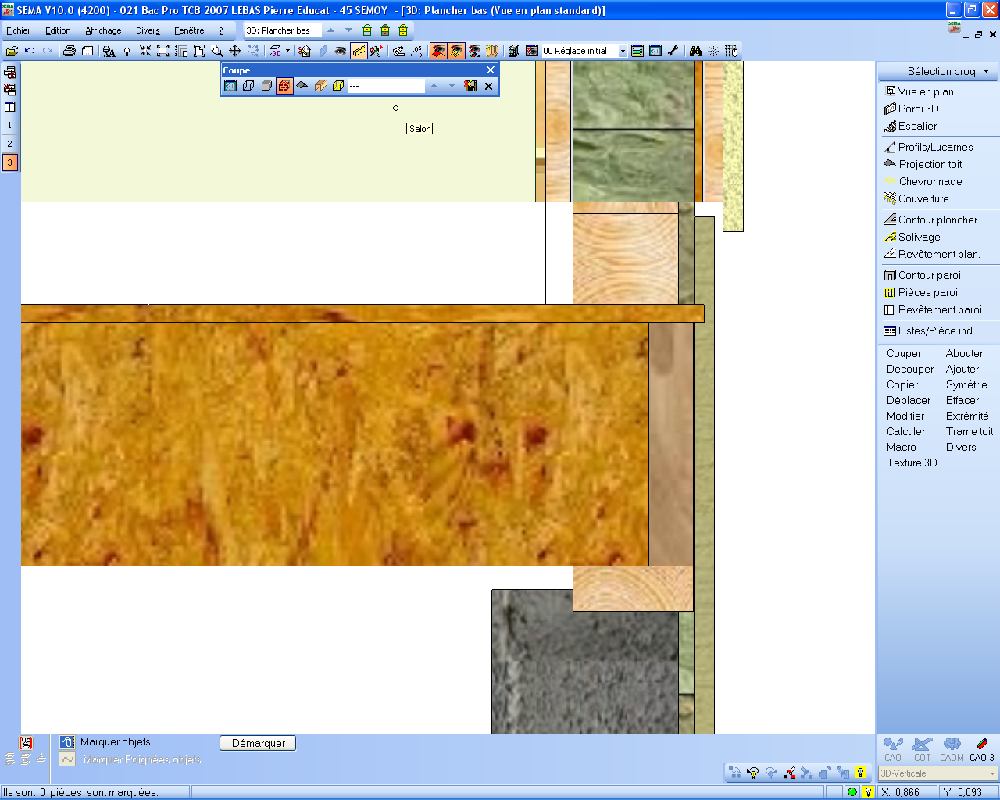 SEMA V10.0 (4200) - 021 Bac Pro TCB 2007 LEBAS Pierre Educat - 45 SEMOY - [3D: Plancher bas (Vue en plan standard)]
Fichier Edition Affichage Divers Fenêtre ? 3D: Plancher bas
00 Réglage initial
Coupe
---
Salon
1
2
3
Sélection prog.
Vue en plan
Paroi 3D
Escalier
Profils/Lucarnes
Projection toit
Chevronnage
Couverture
Contour plancher
Solivage
Revêtement plan.
Contour paroi
Pièces paroi
Revêtement paroi
Listes/Pièce ind.
Couper Abouter
Découper Ajouter
Copier Symétrie
Déplacer Effacer
Modifier Extrémité
Calculer Trame toit
Macro Divers
Texture 3D
Marquer objets
Démarquer
Marquer Poignées objets
CAO COT CAOM CAO 3
3D-Verticale
Ils sont 0 pièces sont marquées.
X: 0,866 Y: 0,093